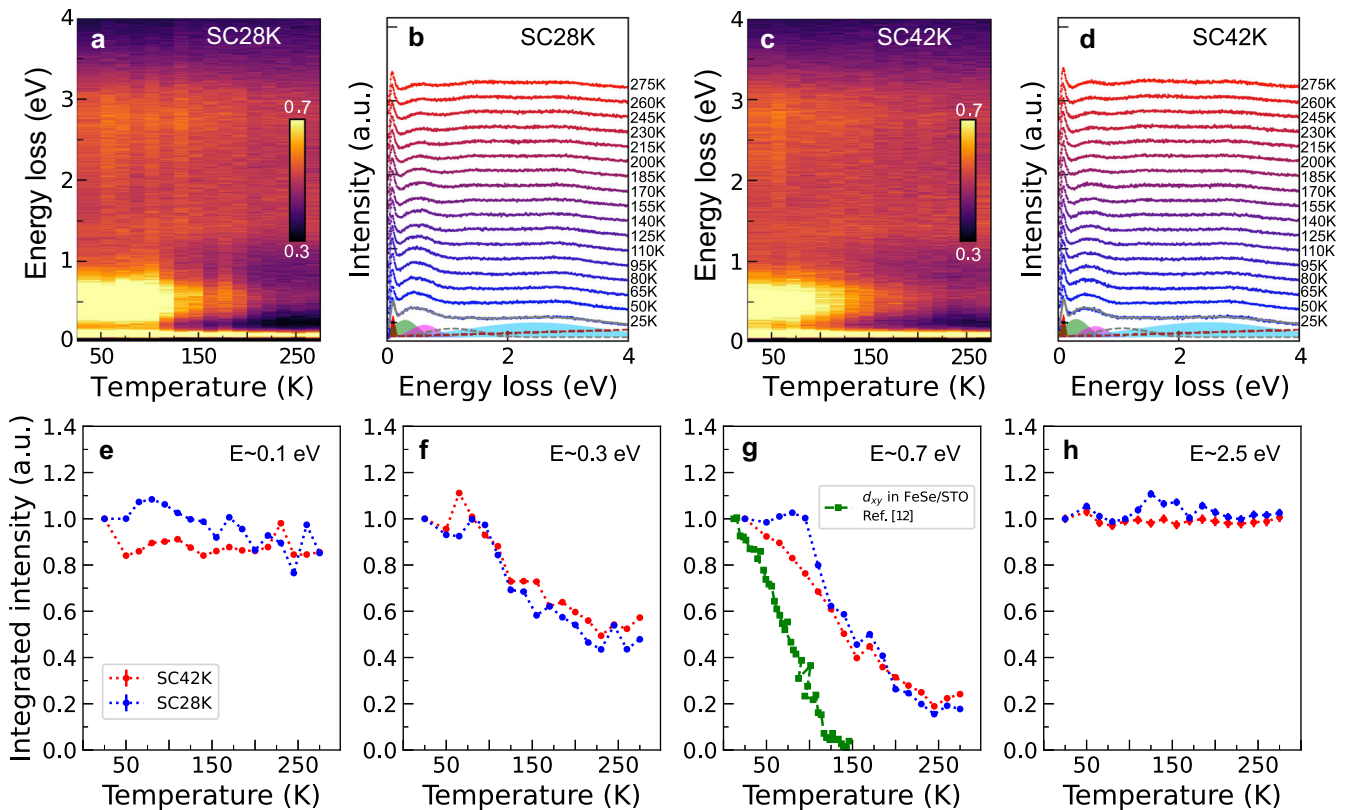 a SC28K
Energy loss (eV)
4
3
2
1
0
0.7
0.3
50 150 250
Temperature (K)
b SC28K
Intensity (a.u.)
275K
260K
245K
230K
215K
200K
185K
170K
155K
140K
125K
110K
95K
80K
65K
50K
25K
0 2 4
Energy loss (eV)
c SC42K
Energy loss (eV)
4
3
2
1
0
0.7
0.3
50 150 250
Temperature (K)
d SC42K
Intensity (a.u.)
275K
260K
245K
230K
215K
200K
185K
170K
155K
140K
125K
110K
95K
80K
65K
50K
25K
0 2 4
Energy loss (eV)
e E~0.1 eV
Integrated intensity (a.u.)
1.4
1.2
1.0
0.8
0.6
0.4
0.2
0.0
SC42K
SC28K
50 150 250
Temperature (K)
f E~0.3 eV
1.4
1.2
1.0
0.8
0.6
0.4
0.2
0.0
50 150 250
Temperature (K)
g E~0.7 eV
1.4
1.2
1.0
0.8
0.6
0.4
0.2
0.0
dxy in FeSe/STO
Ref. [12]
50 150 250
Temperature (K)
h E~2.5 eV
1.4
1.2
1.0
0.8
0.6
0.4
0.2
0.0
50 150 250
Temperature (K)